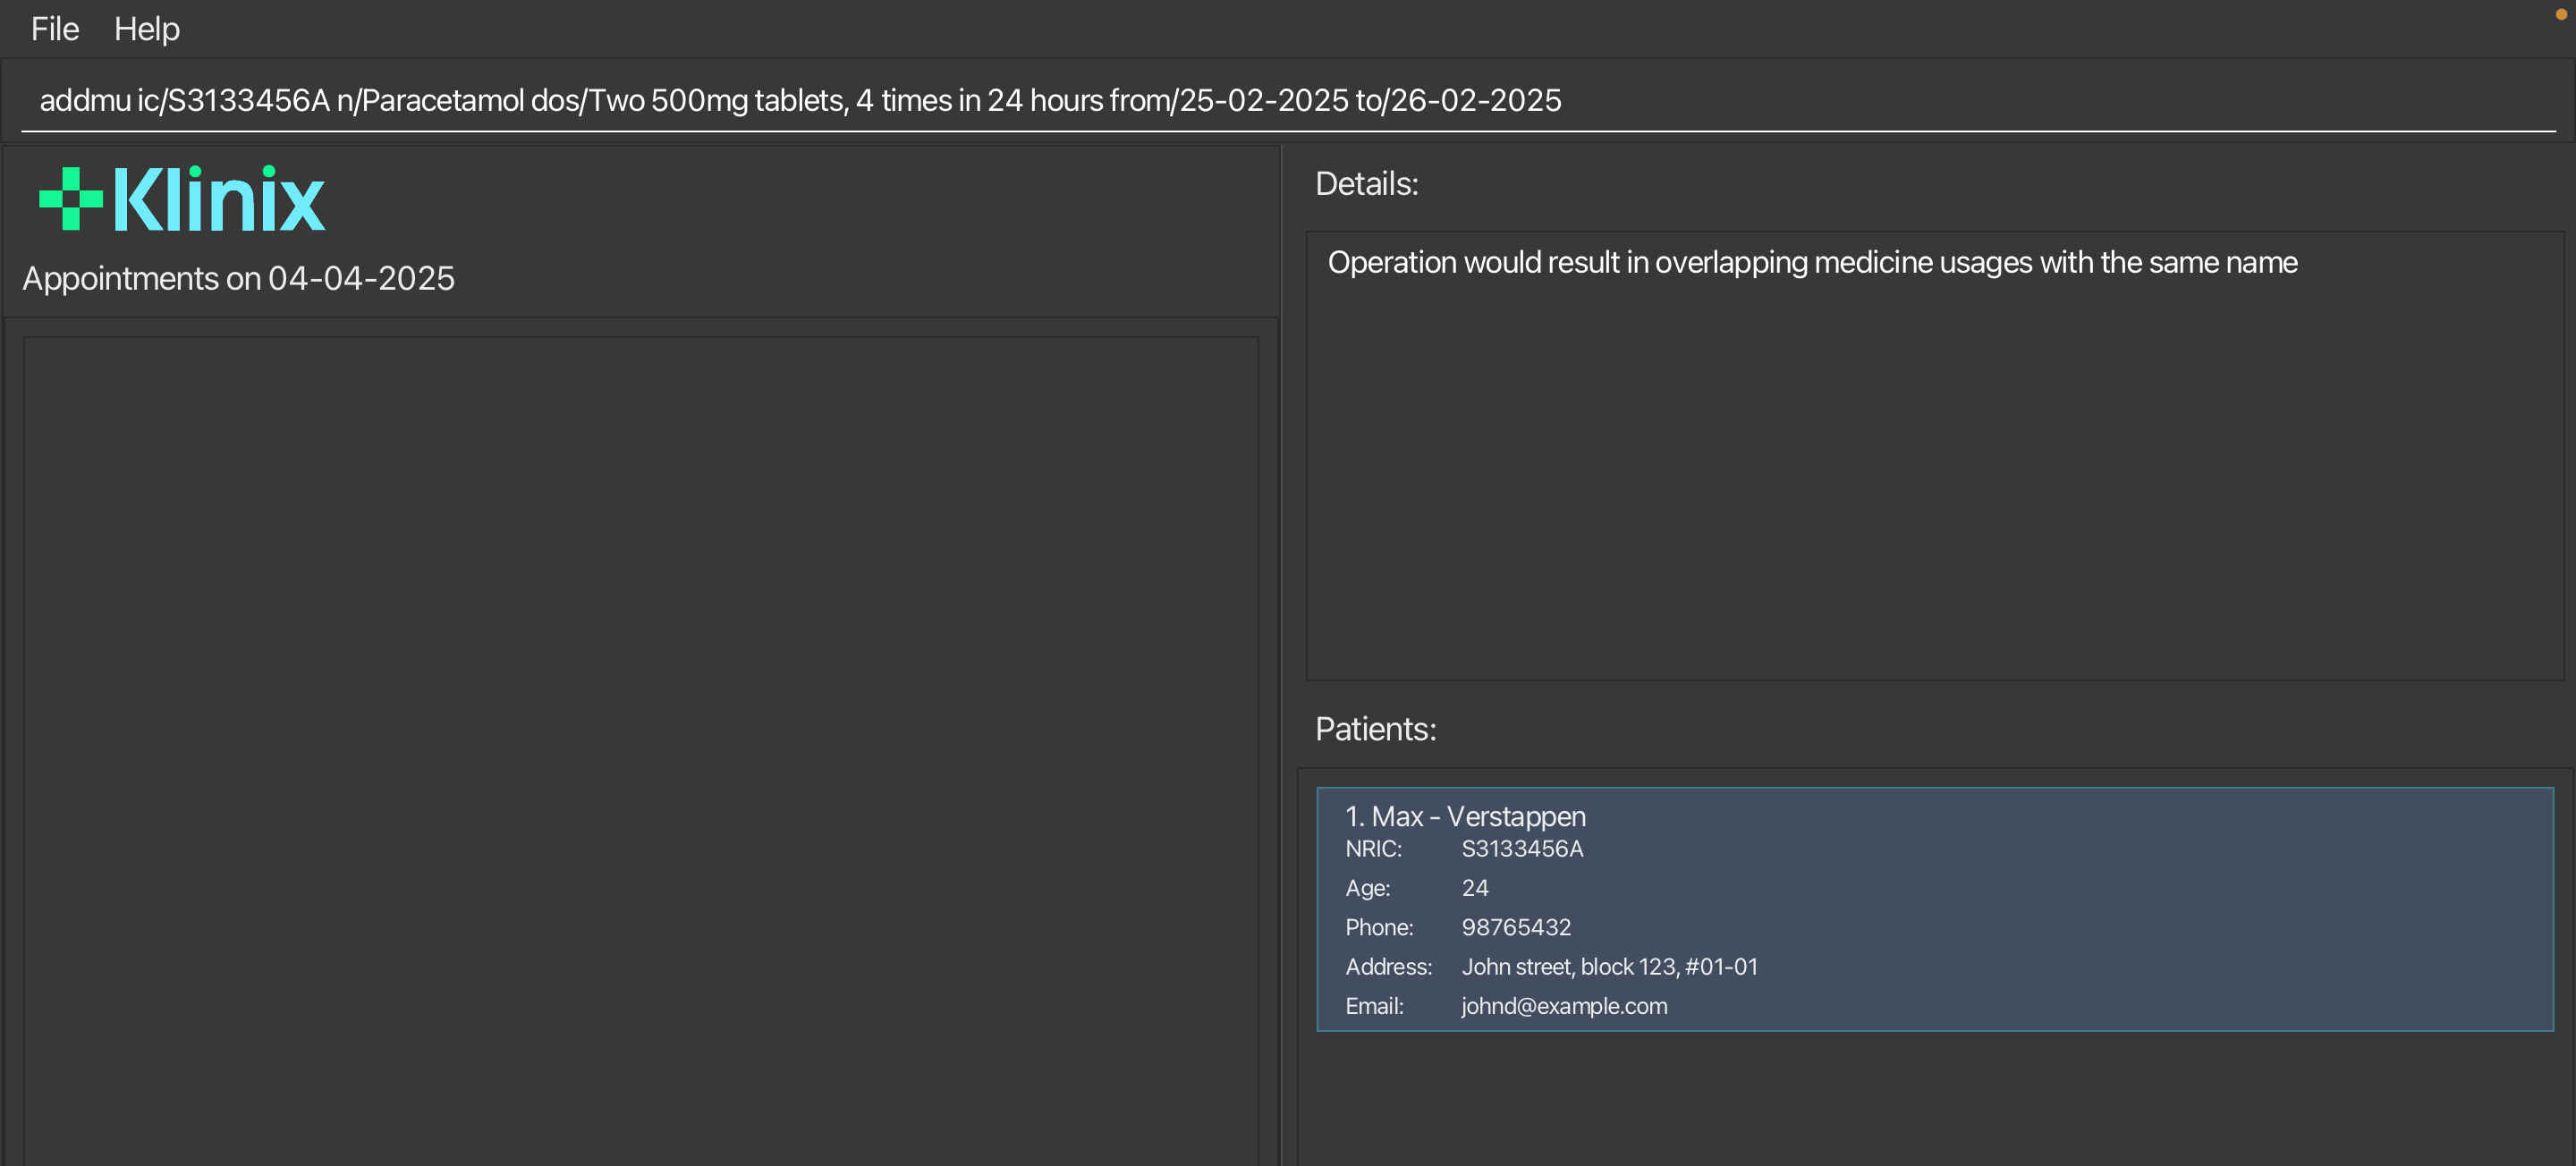 File Help
addmu ic/S3133456A n/Paracetamol dos/Two 500mg tablets, 4 times in 24 hours from/25-02-2025 to/26-02-2025
Klinix
Appointments on 04-04-2025
Details:
Operation would result in overlapping medicine usages with the same name
Patients:
1. Max - Verstappen
NRIC: S3133456A
Age: 24
Phone: 98765432
Address: John street, block 123, #01-01
Email: johnd@example.com